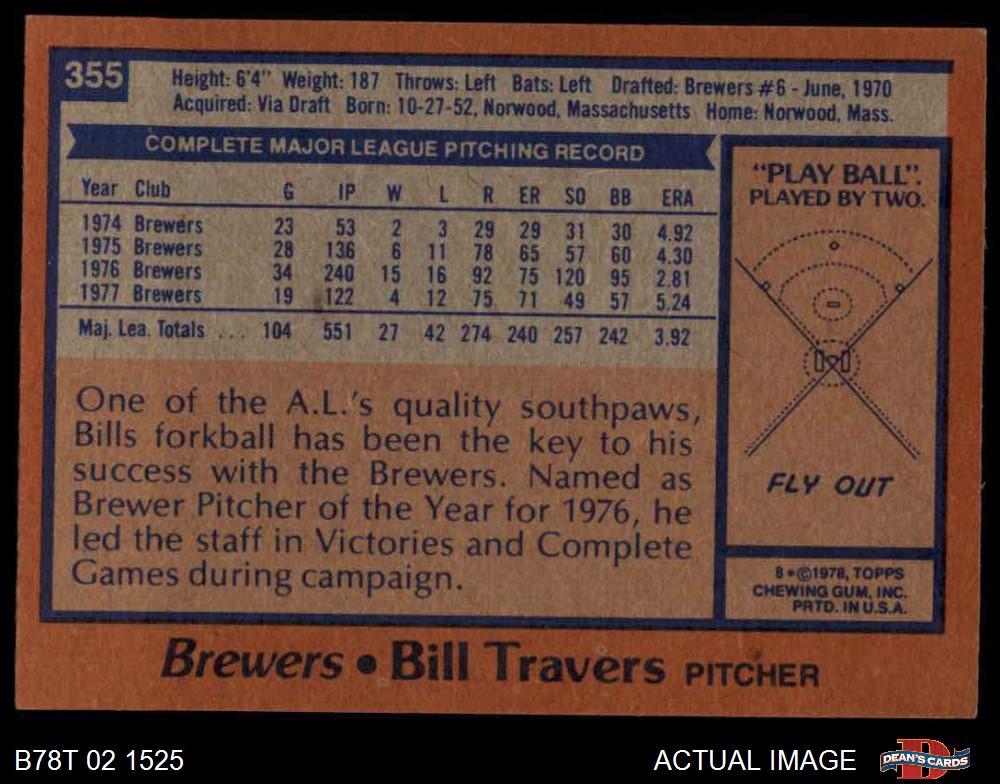 355
Height: 6'4" Weight: 187 Throws: Left Bats: Left Drafted: Brewers #6 - June, 1970
Acquired: Via Draft Born: 10-27-52, Norwood, Massachusetts Home: Norwood, Mass.
COMPLETE MAJOR LEAGUE PITCHING RECORD
Year Club G IP W L R ER SO BB ERA
1974 Brewers 23 53 2 3 29 29 31 30 4.92
1975 Brewers 28 136 6 11 78 65 57 60 4.30
1976 Brewers 34 240 15 16 92 75 120 95 2.81
1977 Brewers 19 122 4 12 75 71 49 57 5.24
Maj. Lea. Totals ... 104 551 27 42 274 240 257 242 3.92
One of the A.L.'s quality southpaws,
Bills forkball has been the key to his
success with the Brewers. Named as
Brewer Pitcher of the Year for 1976, he
led the staff in Victories and Complete
Games during campaign.
"PLAY BALL".
PLAYED BY TWO.
FLY OUT
8*©1978, TOPPS
CHEWING GUM, INC.
PRTD. IN U.S.A.
Brewers • Bill Travers PITCHER
B78T 02 1525
ACTUAL IMAGE
D
DEAN'S CARDS